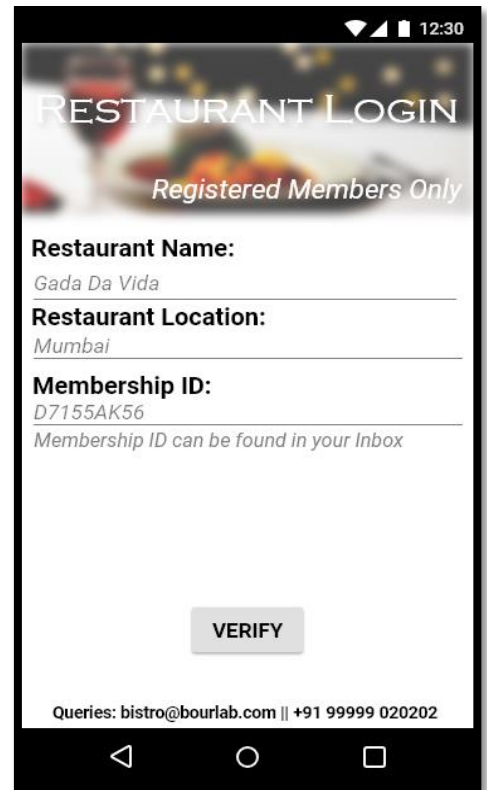 12:30
Restaurant Login
Registered Members Only
Restaurant Name:
Gada Da Vida
Restaurant Location:
Mumbai
Membership ID:
D7155AK56
Membership ID can be found in your Inbox
VERIFY
Queries: bistro@bourlab.com || +91 99999 020202